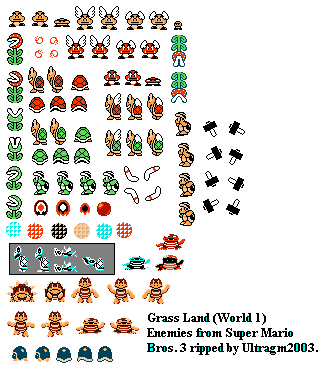 Grass Land (World 1)
Enemies from Super Mario
Bros. 3 ripped by Ultragm2003.